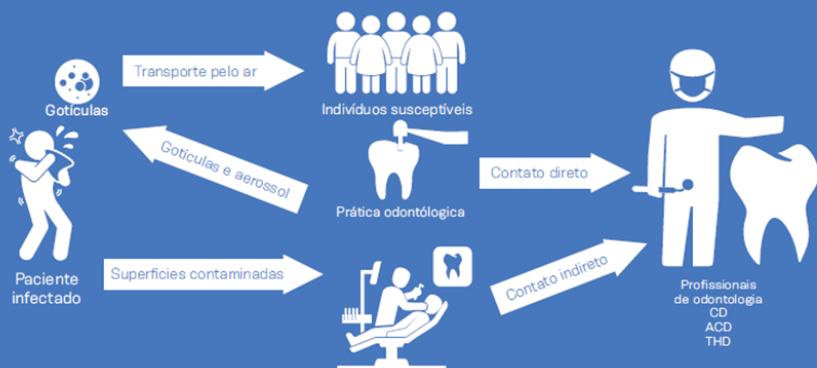 Transporte pelo ar
Gotículas
Indivíduos susceptíveis
Gotículas e aerossol
Contato direto
Prática odontólogica
Paciente
infectado
Superfícies contaminadas
Contato indireto
Profissionais
de odontologia
CD
ACD
THD